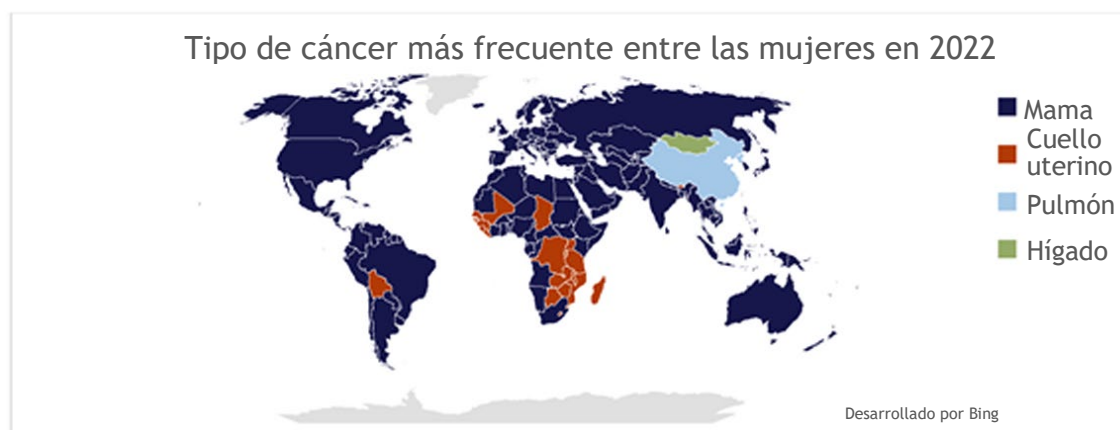 Tipo de cáncer más frecuente entre las mujeres en 2022
Mama
Cuello
uterino
Pulmón
Hígado
Desarrollado por Bing